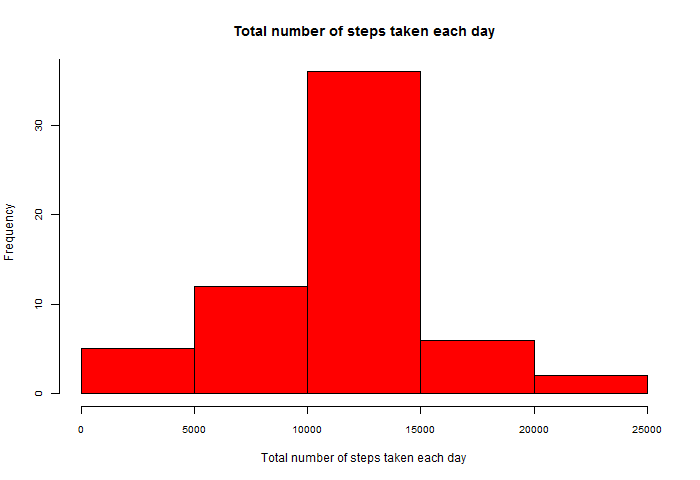 Total number of steps taken each day
Frequency
30
20
10
0
0 5000 10000 15000 20000 25000
Total number of steps taken each day